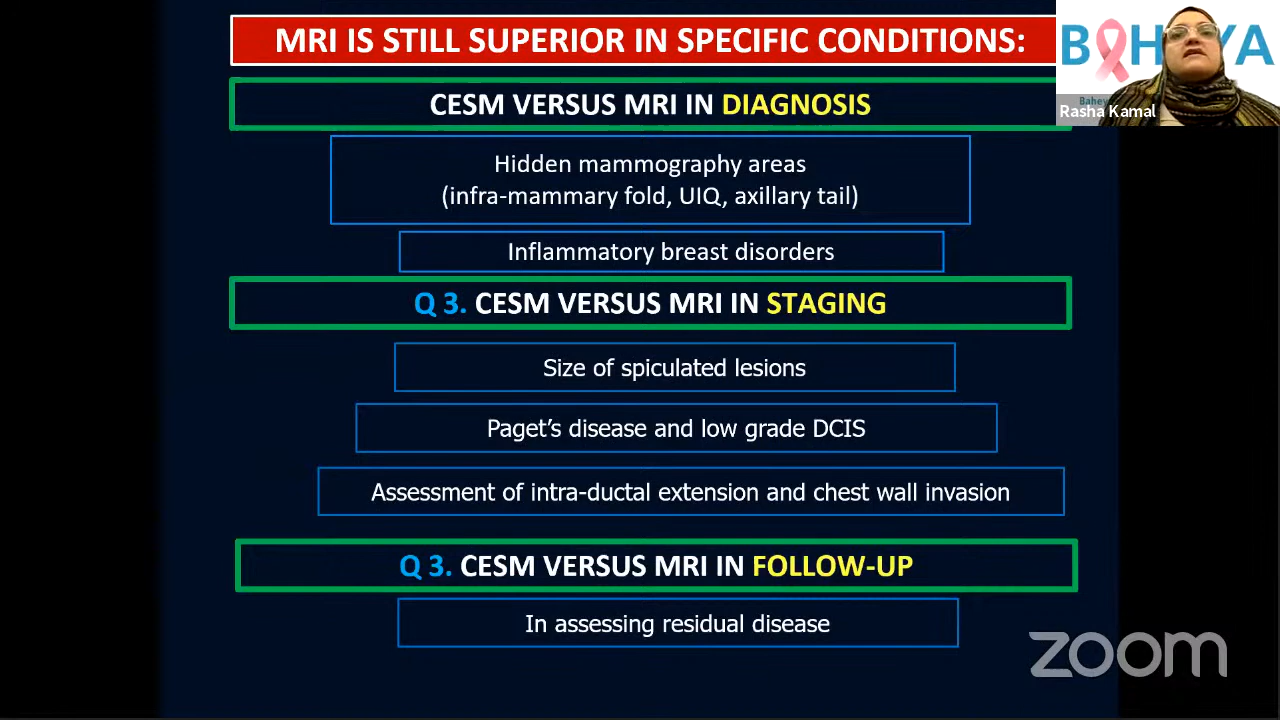 MRI IS STILL SUPERIOR IN SPECIFIC CONDITIONS:
CESM VERSUS MRI IN DIAGNOSIS
Hidden mammography areas
(infra-mammary fold, UIQ, axillary tail)
Inflammatory breast disorders
Q 3. CESM VERSUS MRI IN STAGING
Size of spiculated lesions
Paget’s disease and low grade DCIS
Assessment of intra-ductal extension and chest wall invasion
Q 3. CESM VERSUS MRI IN FOLLOW-UP
In assessing residual disease
Rasha Kamal
zoom